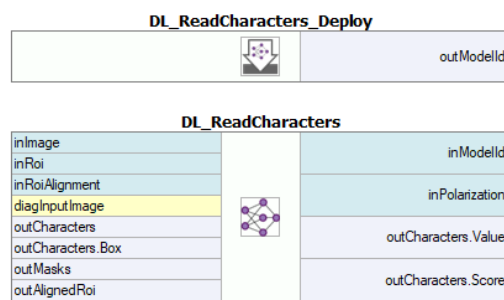 DL_ReadCharacters_Deploy
outModelId
DL_ReadCharacters
inImage
inRoi
inRoiAlignment
diagInputImage
outCharacters
outCharacters.Box
outMasks
outAlignedRoi
inModelId
inPolarization
outCharacters.Value
outCharacters.Score